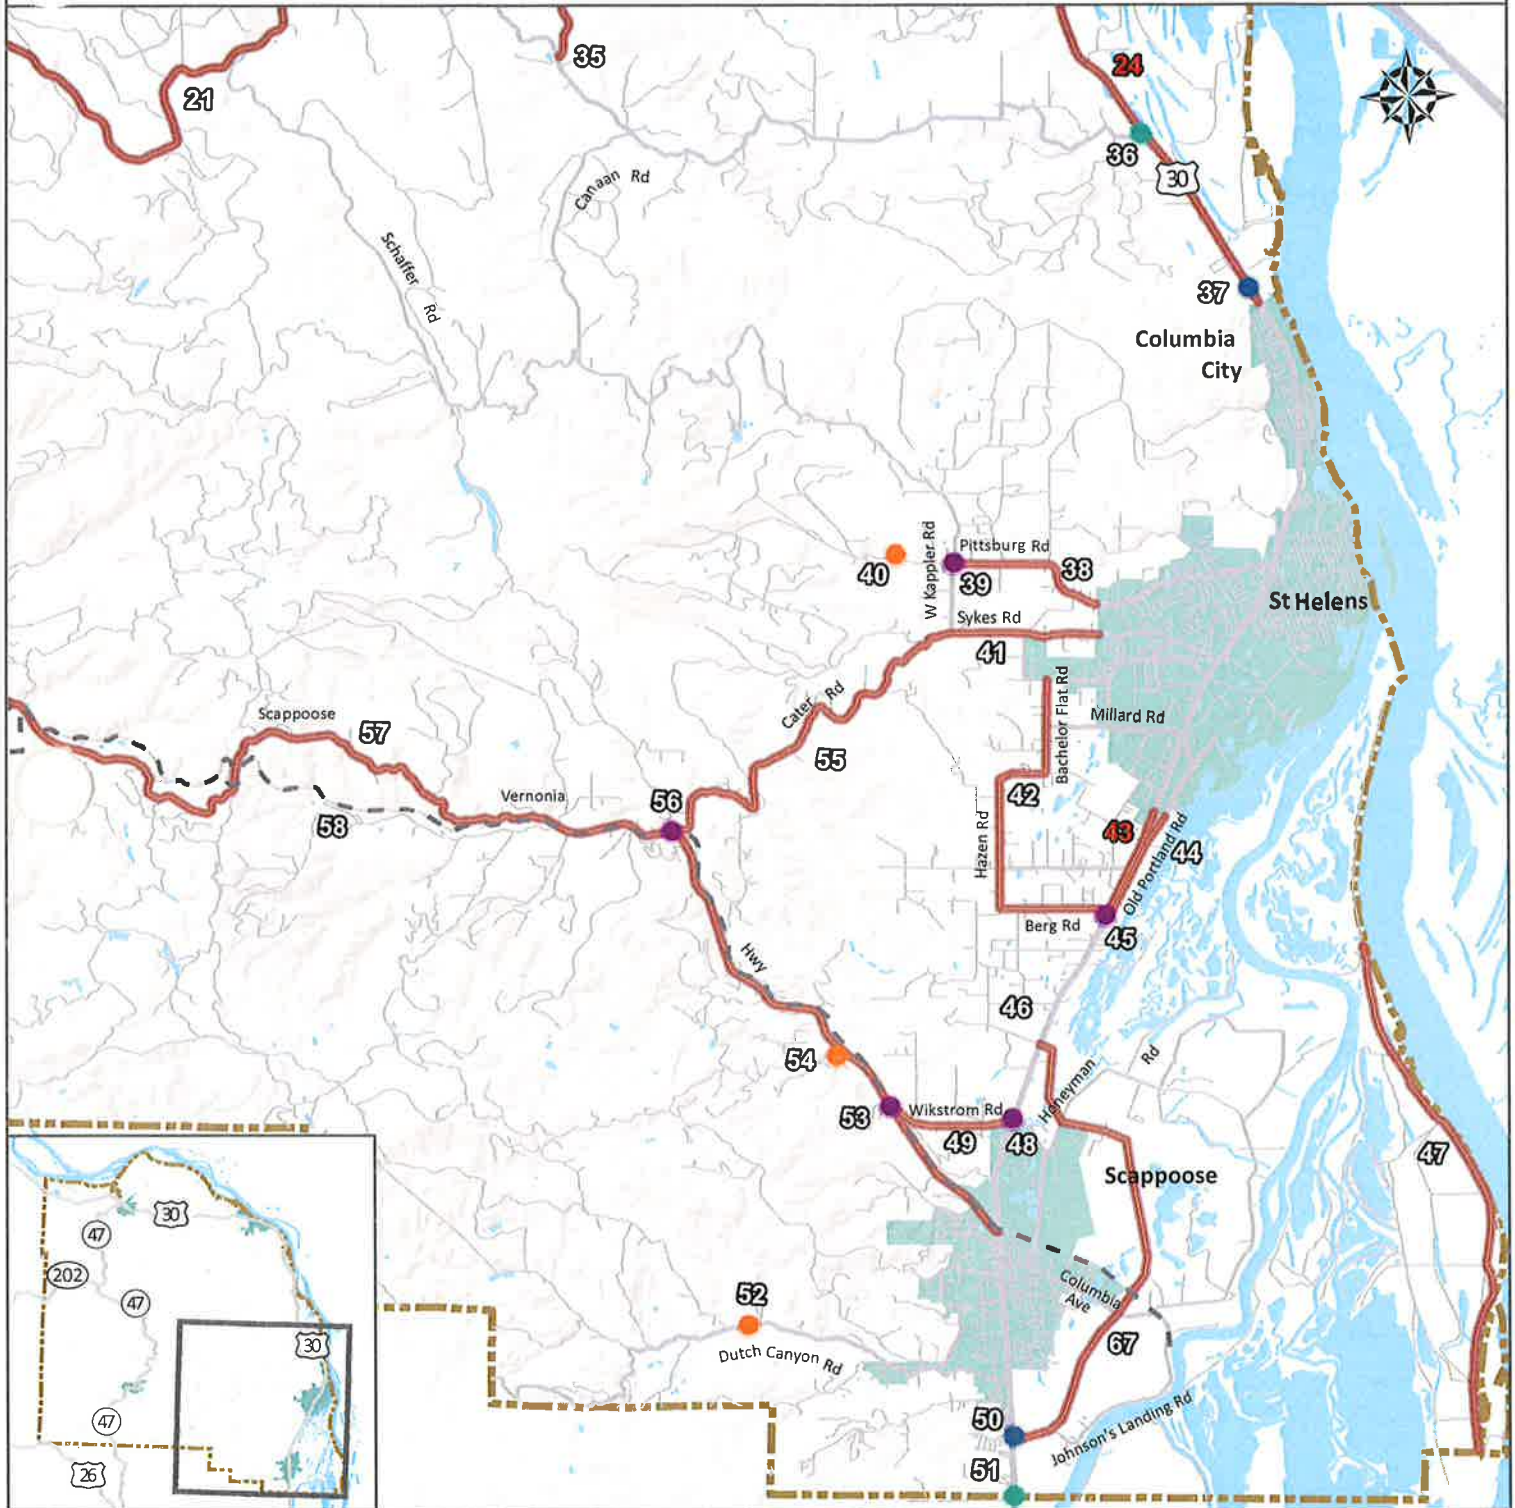 35
24
21
36
30
Canaan Rd
Schaffer Rd
37
Columbia
City
40
W Kappler Rd
Pittsburg Rd
39
38
St Helens
Sykes Rd
41
Cater Rd
55
Bachelor Flat Rd
Millard Rd
Scappoose
57
Vernonia
56
58
42
Hazen Rd
43
Old Portland Rd
44
Berg Rd
45
Hwy
46
54
Honeyman Rd
53
Wikstrom Rd
49
48
47
Scappoose
Columbia
Ave
67
52
Dutch Canyon Rd
50
Johnson's Landing Rd
51
30
47
202
47
30
47
26